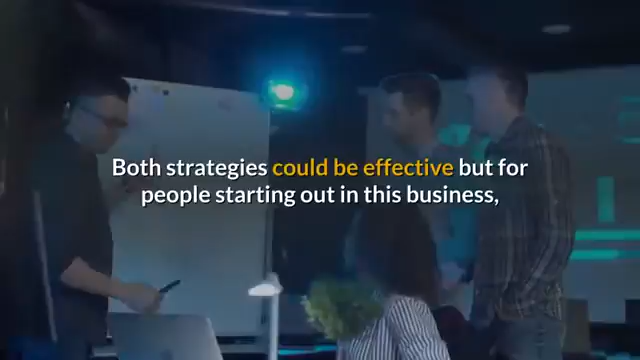 Both strategies could be effective but for
people starting out in this business,